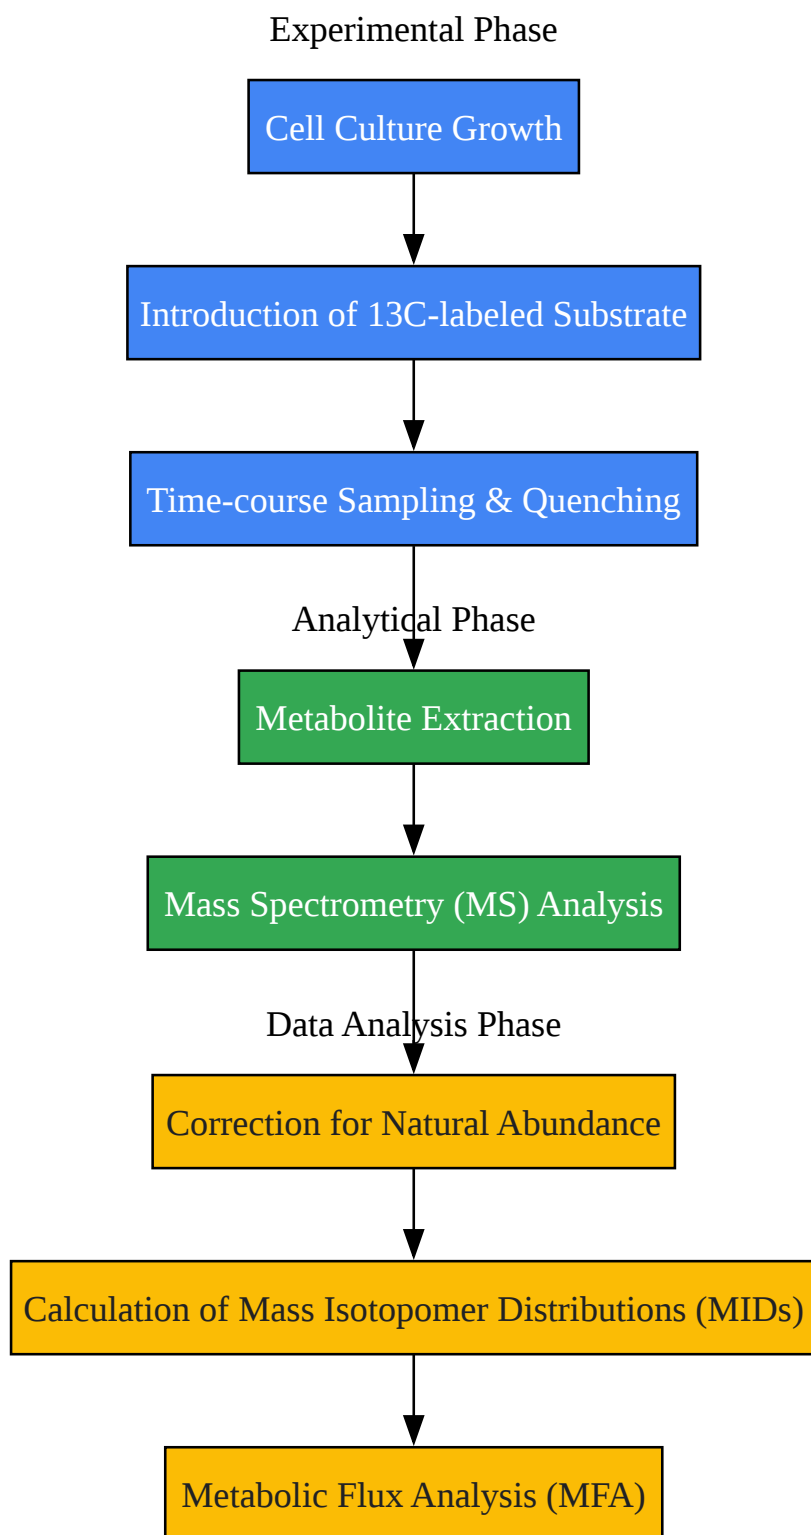 Experimental Phase
Cell Culture Growth
Introduction of 13C-labeled Substrate
Time-course Sampling & Quenching
Analytical Phase
Metabolite Extraction
Mass Spectrometry (MS) Analysis
Data Analysis Phase
Correction for Natural Abundance
Calculation of Mass Isotopomer Distributions (MIDs)
Metabolic Flux Analysis (MFA)